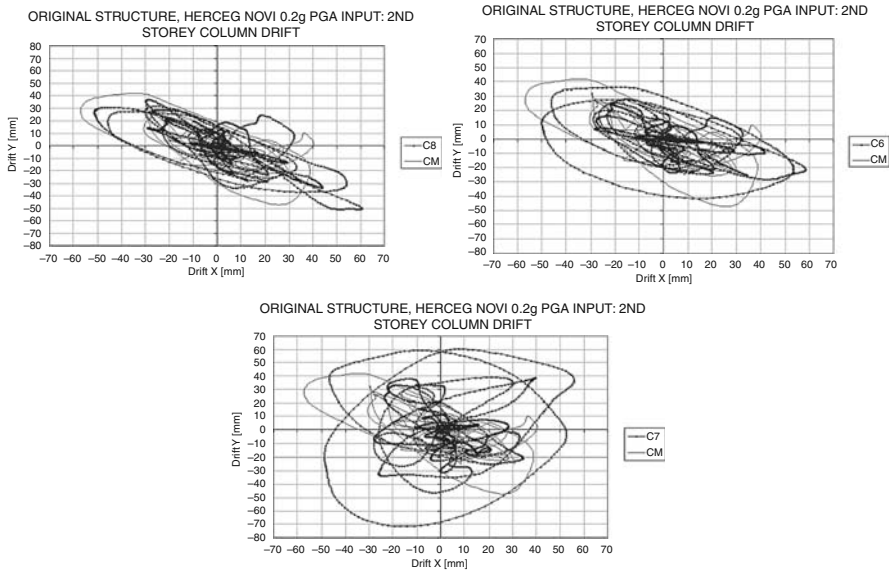 ORIGINAL STRUCTURE, HERCEG NOVI 0.2g PGA INPUT: 2ND
STOREY COLUMN DRIFT
80
70
60
50
40
30
20
10
0
−10
−20
−30
−40
−50
−60
−70
−80
Drift Y [mm]
−70 −60 −50 −40 −30 −20 −10 0 10 20 30 40 50 60 70
Drift X [mm]
C8
CM
ORIGINAL STRUCTURE, HERCEG NOVI 0.2g PGA INPUT: 2ND
STOREY COLUMN DRIFT
80
70
60
50
40
30
20
10
0
−10
−20
−30
−40
−50
−60
−70
−80
Drift Y [mm]
−70 −60 −50 −40 −30 −20 −10 0 10 20 30 40 50 60 70
Drift X [mm]
C6
CM
ORIGINAL STRUCTURE, HERCEG NOVI 0.2g PGA INPUT: 2ND
STOREY COLUMN DRIFT
70
60
50
40
30
20
10
0
−10
−20
−30
−40
−50
−60
−70
−80
Drift Y [mm]
−70 −60 −50 −40 −30 −20 −10 0 10 20 30 40 50 60 70
Drift X [mm]
C7
CM